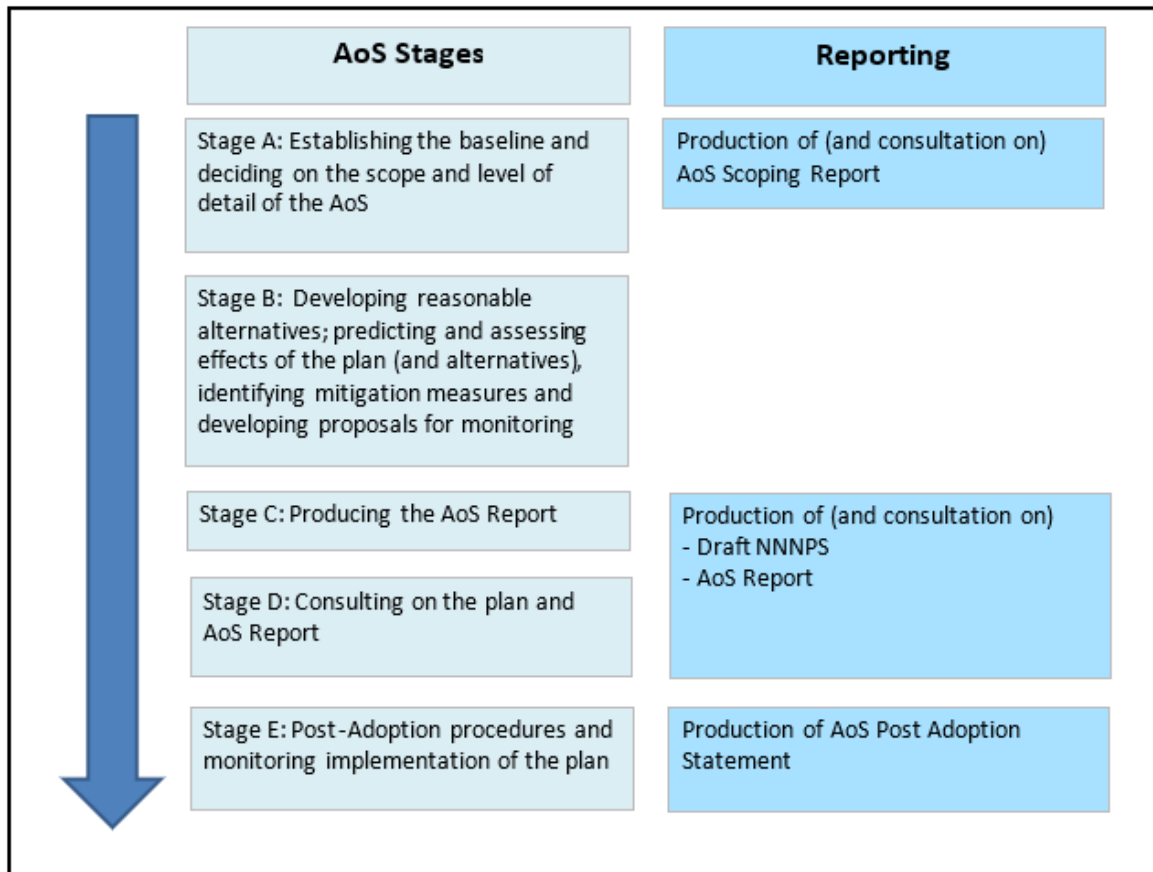 AoS Stages
Reporting
Stage A: Establishing the baseline and
deciding on the scope and level of
detail of the AoS
Production of (and consultation on)
AoS Scoping Report
Stage B: Developing reasonable
alternatives; predicting and assessing
effects of the plan (and alternatives),
identifying mitigation measures and
developing proposals for monitoring
Stage C: Producing the AoS Report
Production of (and consultation on)
- Draft NNNPS
- AoS Report
Stage D: Consulting on the plan and
AoS Report
Stage E: Post-Adoption procedures and
monitoring implementation of the plan
Production of AoS Post Adoption
Statement